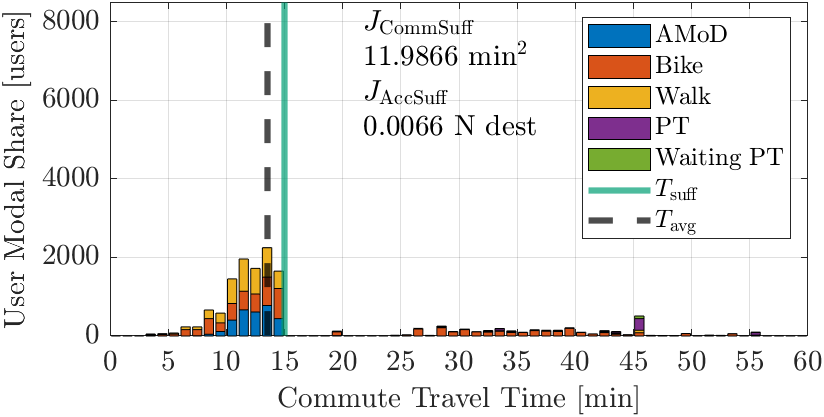 8000
6000
4000
2000
0
User Modal Share [users]
J_CommSuff
11.9866 min²
J_AccSuff
0.0066 N dest
AMoD
Bike
Walk
PT
Waiting PT
T_suff
T_avg
0 5 10 15 20 25 30 35 40 45 50 55 60
Commute Travel Time [min]